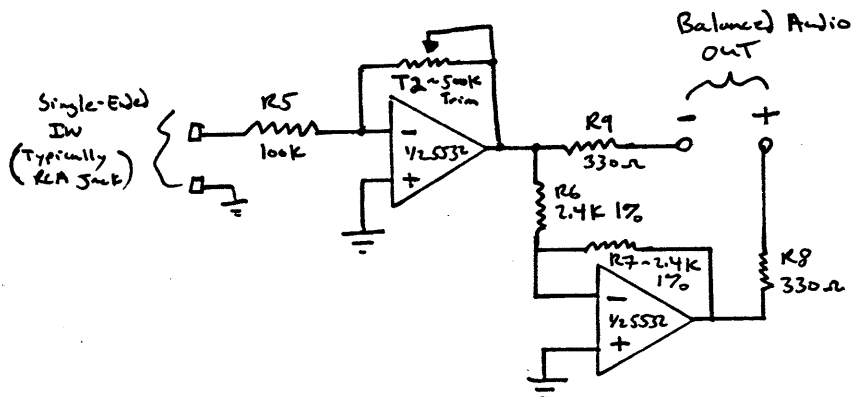 Balanced Audio
OUT
- +
Single-Ended
IN
(Typically
RCA Jack)
R5
100K
T2~500K
Trim
-
1/2 5532
+
R9
330Ω
R6
2.4K 1%
R7~2.4K
1%
-
1/2 5532
+
R8
330Ω